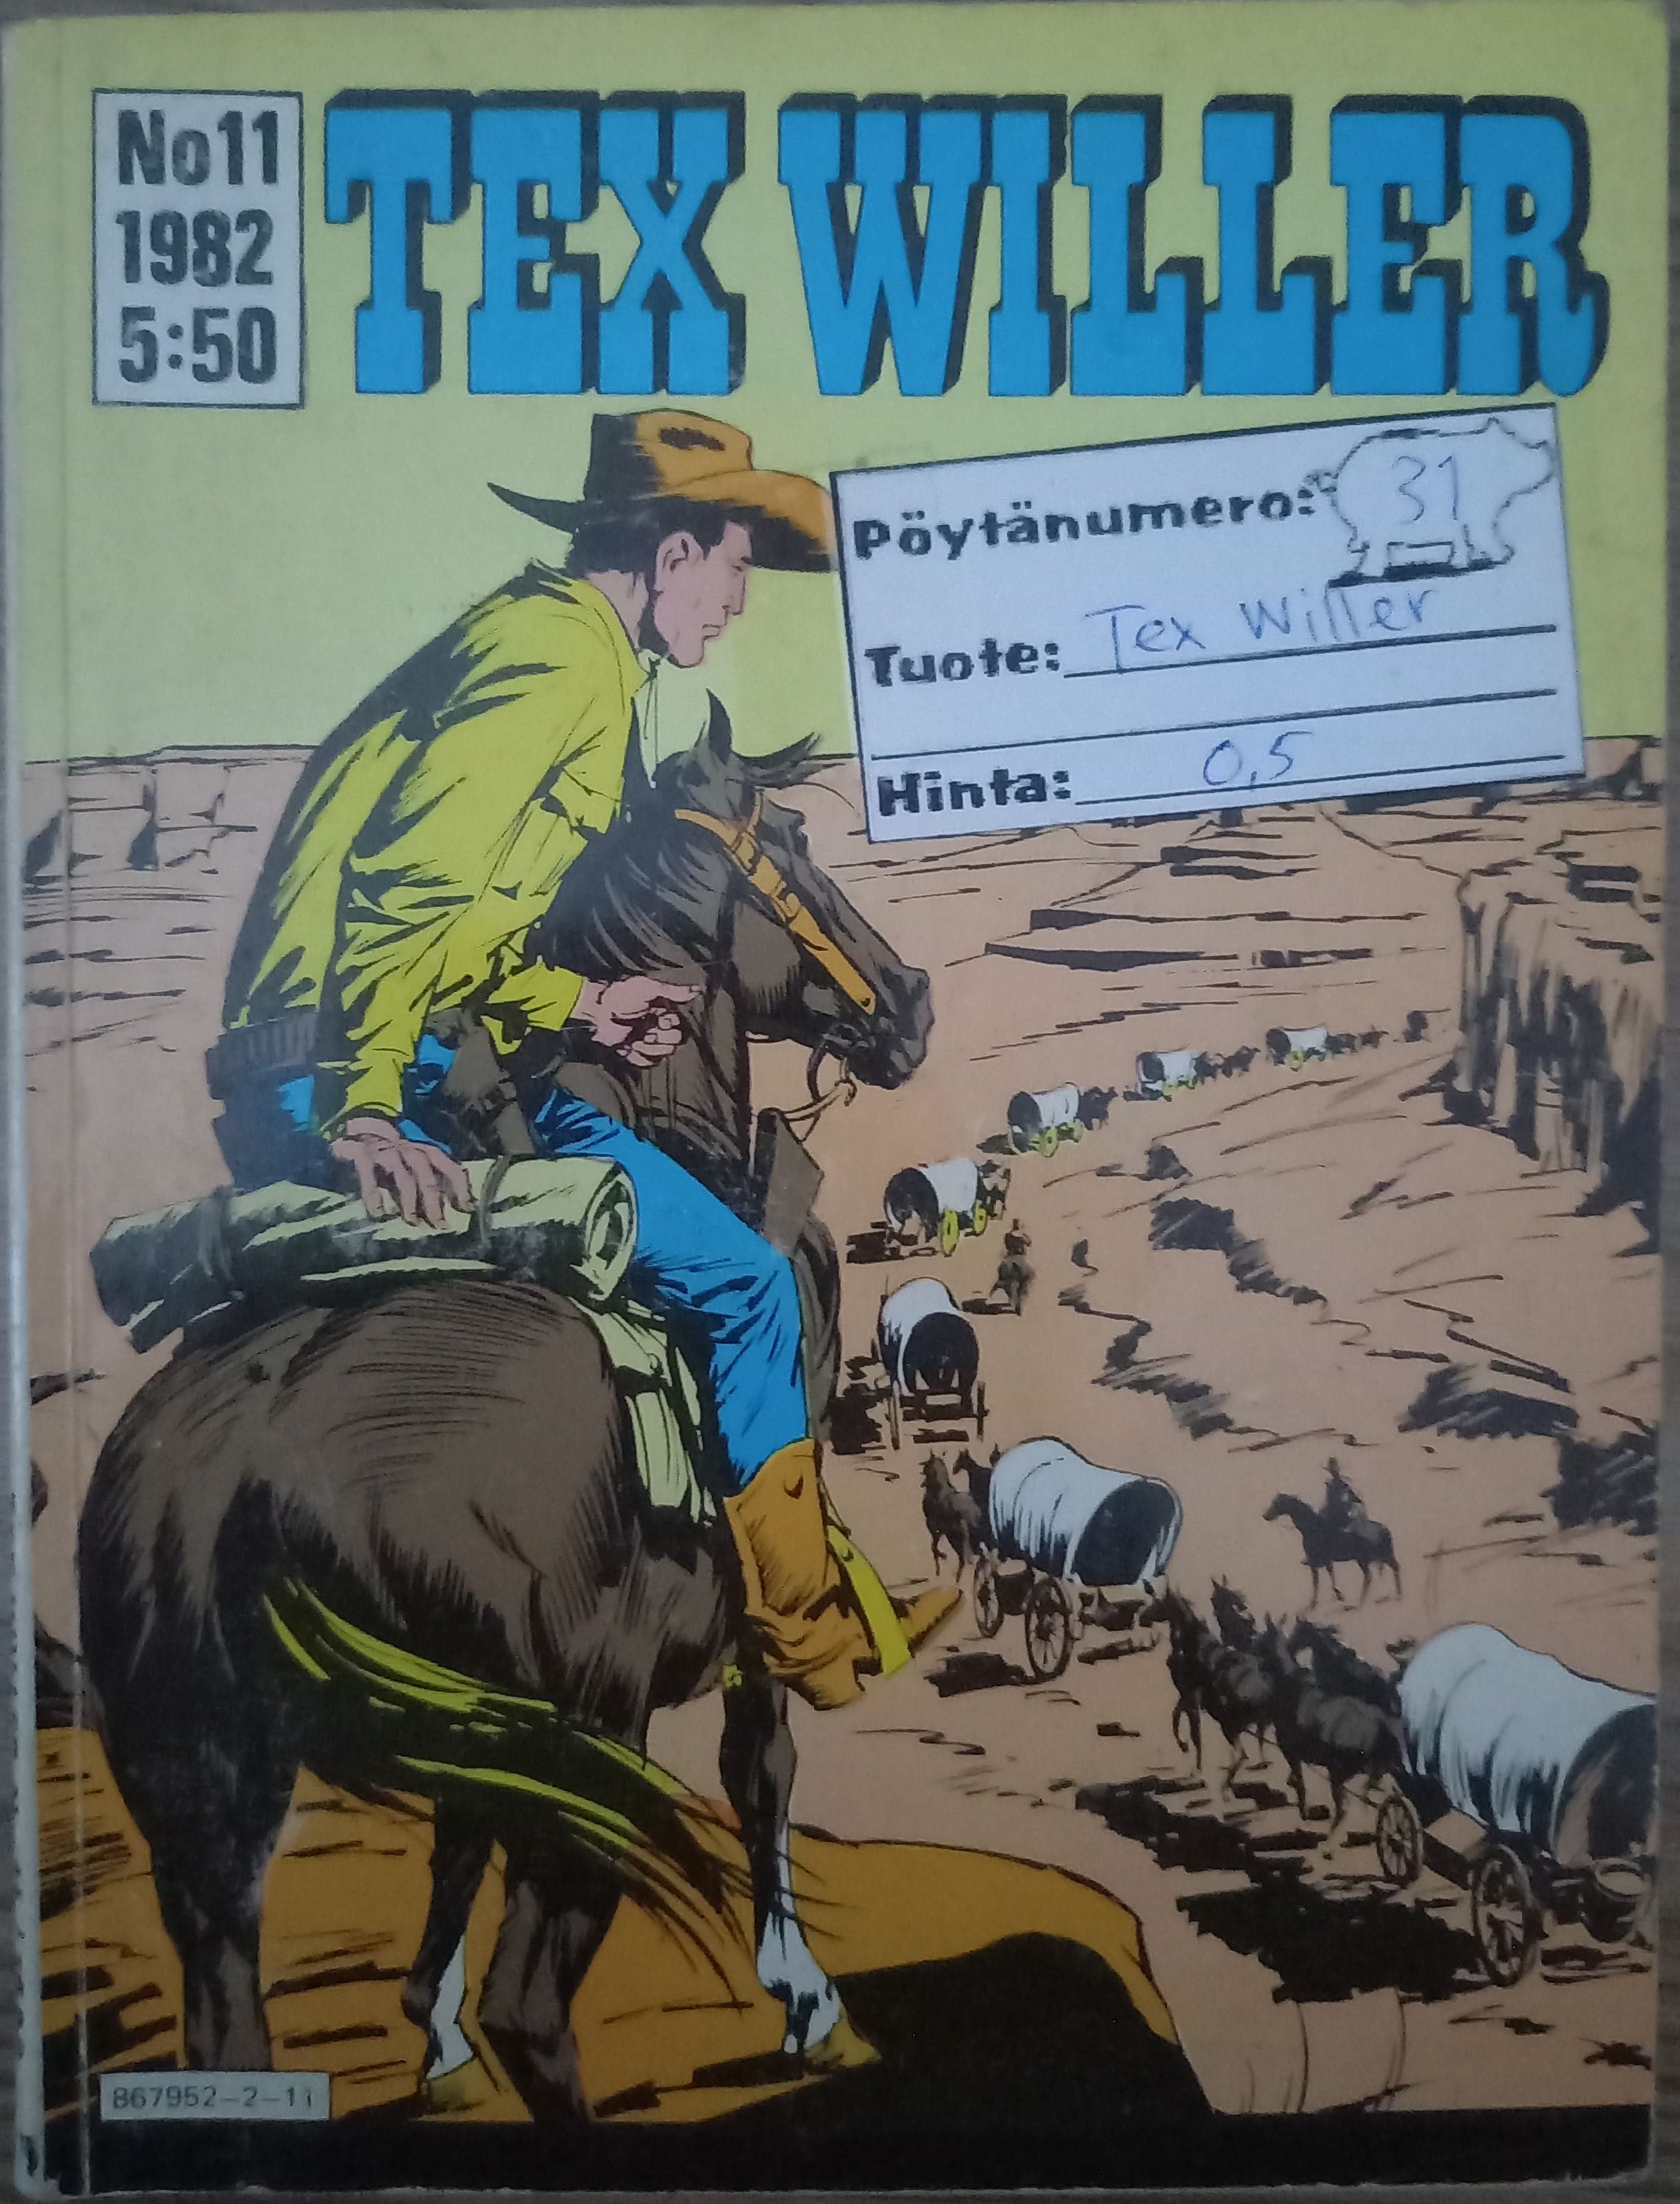 No11
1982
5:50
TEX WILLER
Pöytänumero: 31
Tuote: Tex Willer
Hinta: 0,5
867952-2-11